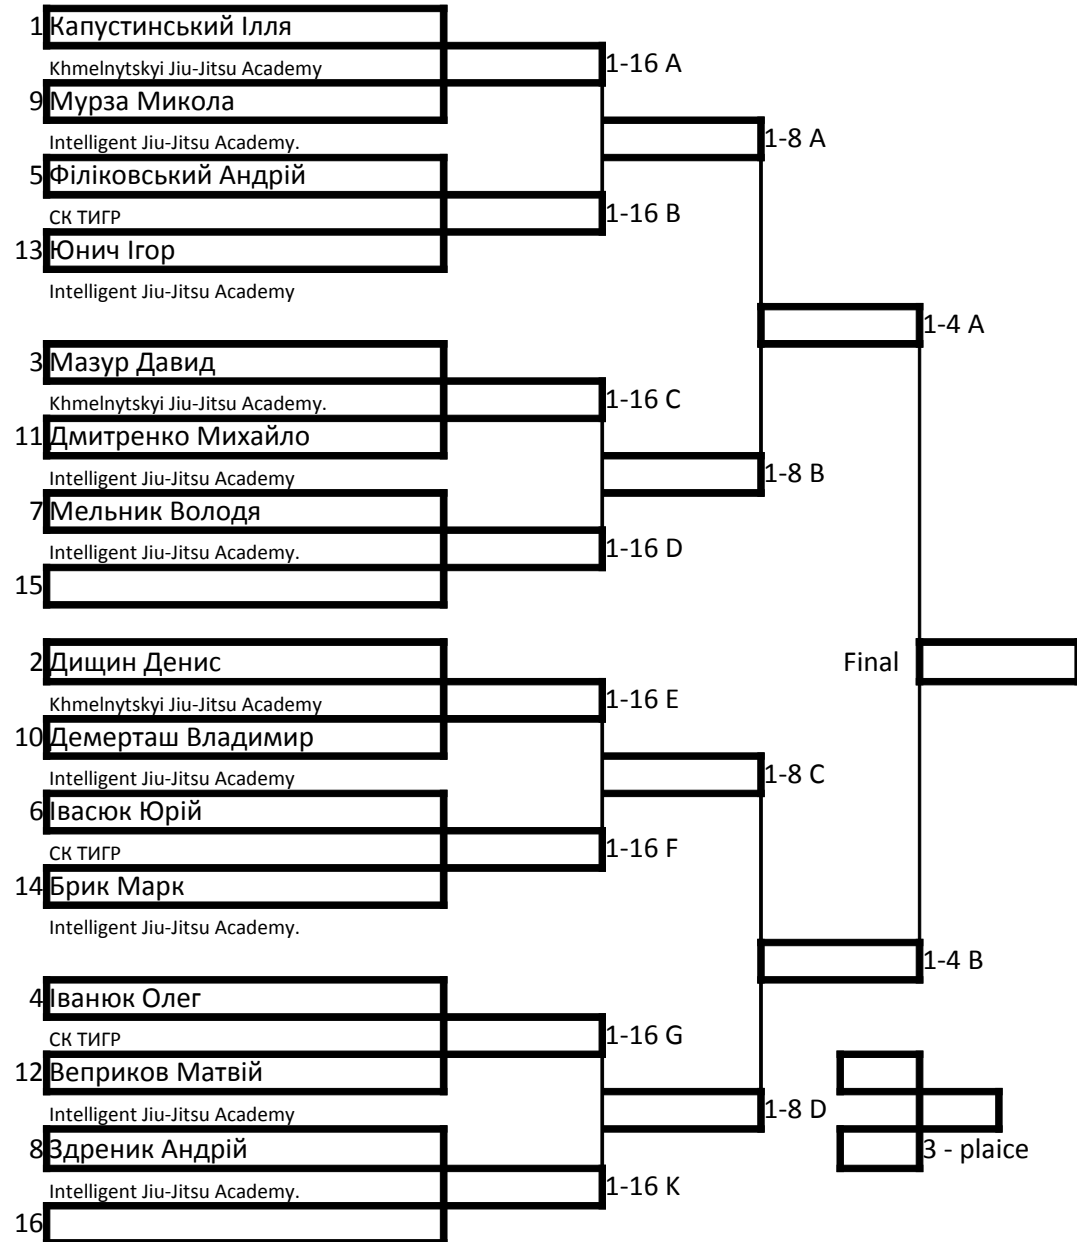 1 Капустинський Ілля
Khmelnytskyi Jiu-Jitsu Academy
1-16 A
9 Мурза Микола
Intelligent Jiu-Jitsu Academy.
1-8 A
5 Філіковський Андрій
СК ТИГР
1-16 B
13 Юнич Ігор
Intelligent Jiu-Jitsu Academy
1-4 A
3 Мазур Давид
Khmelnytskyi Jiu-Jitsu Academy.
1-16 C
11 Дмитренко Михайло
Intelligent Jiu-Jitsu Academy
1-8 B
7 Мельник Володя
Intelligent Jiu-Jitsu Academy.
1-16 D
15
2 Дищин Денис
Final
Khmelnytskyi Jiu-Jitsu Academy
1-16 E
10 Демерташ Владимир
Intelligent Jiu-Jitsu Academy
1-8 C
6 Івасюк Юрій
СК ТИГР
1-16 F
14 Брик Марк
Intelligent Jiu-Jitsu Academy.
1-4 B
4 Іванюк Олег
СК ТИГР
1-16 G
12 Веприков Матвій
Intelligent Jiu-Jitsu Academy
1-8 D
8 Здреник Андрій
3 - plaice
Intelligent Jiu-Jitsu Academy.
1-16 K
16